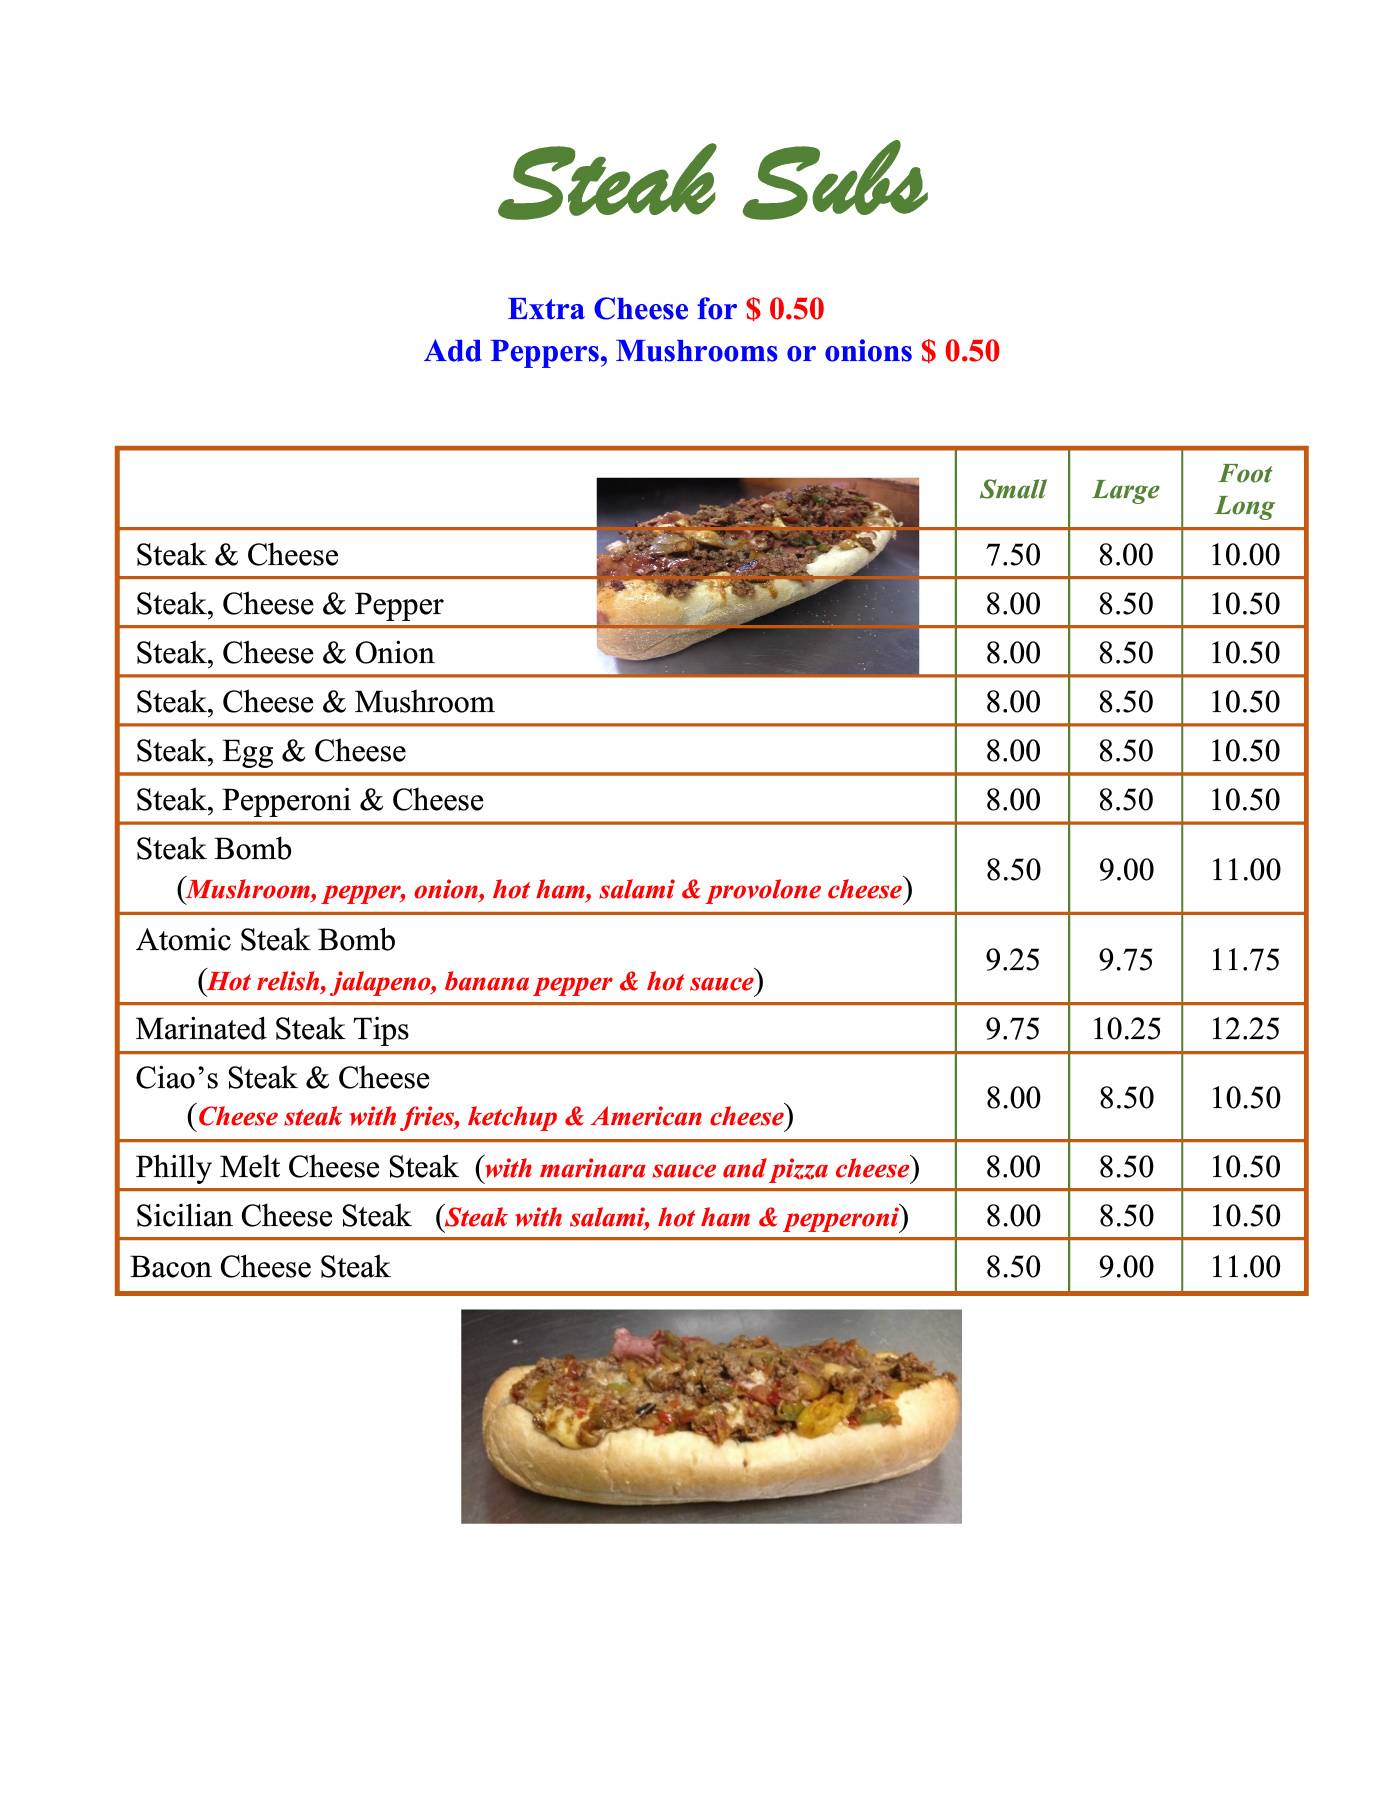 Steak Subs
Extra Cheese for $ 0.50
Add Peppers, Mushrooms or onions $ 0.50
Small Large Foot Long
Steak & Cheese 7.50 8.00 10.00
Steak, Cheese & Pepper 8.00 8.50 10.50
Steak, Cheese & Onion 8.00 8.50 10.50
Steak, Cheese & Mushroom 8.00 8.50 10.50
Steak, Egg & Cheese 8.00 8.50 10.50
Steak, Pepperoni & Cheese 8.00 8.50 10.50
Steak Bomb
(Mushroom, pepper, onion, hot ham, salami & provolone cheese) 8.50 9.00 11.00
Atomic Steak Bomb
(Hot relish, jalapeno, banana pepper & hot sauce) 9.25 9.75 11.75
Marinated Steak Tips 9.75 10.25 12.25
Ciao’s Steak & Cheese
(Cheese steak with fries, ketchup & American cheese) 8.00 8.50 10.50
Philly Melt Cheese Steak (with marinara sauce and pizza cheese) 8.00 8.50 10.50
Sicilian Cheese Steak (Steak with salami, hot ham & pepperoni) 8.00 8.50 10.50
Bacon Cheese Steak 8.50 9.00 11.00